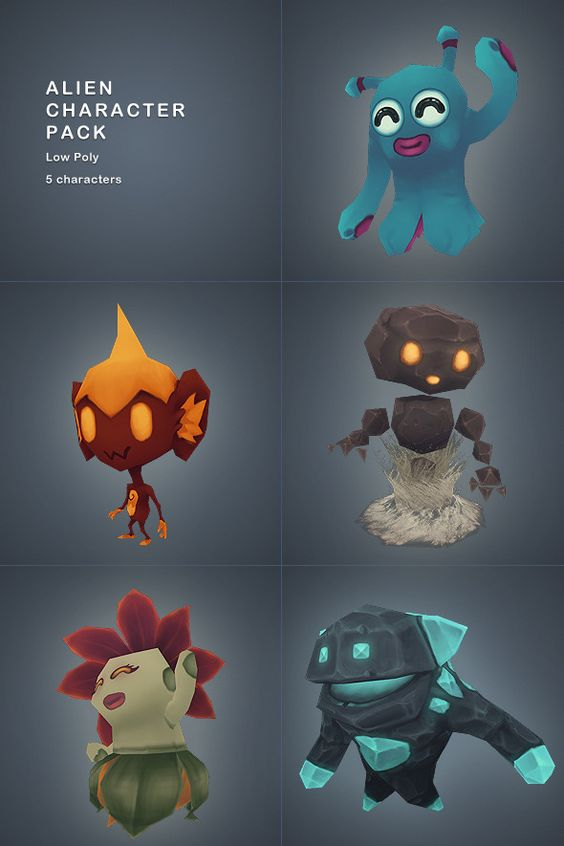 ALIEN
CHARACTER
PACK
Low Poly
5 characters